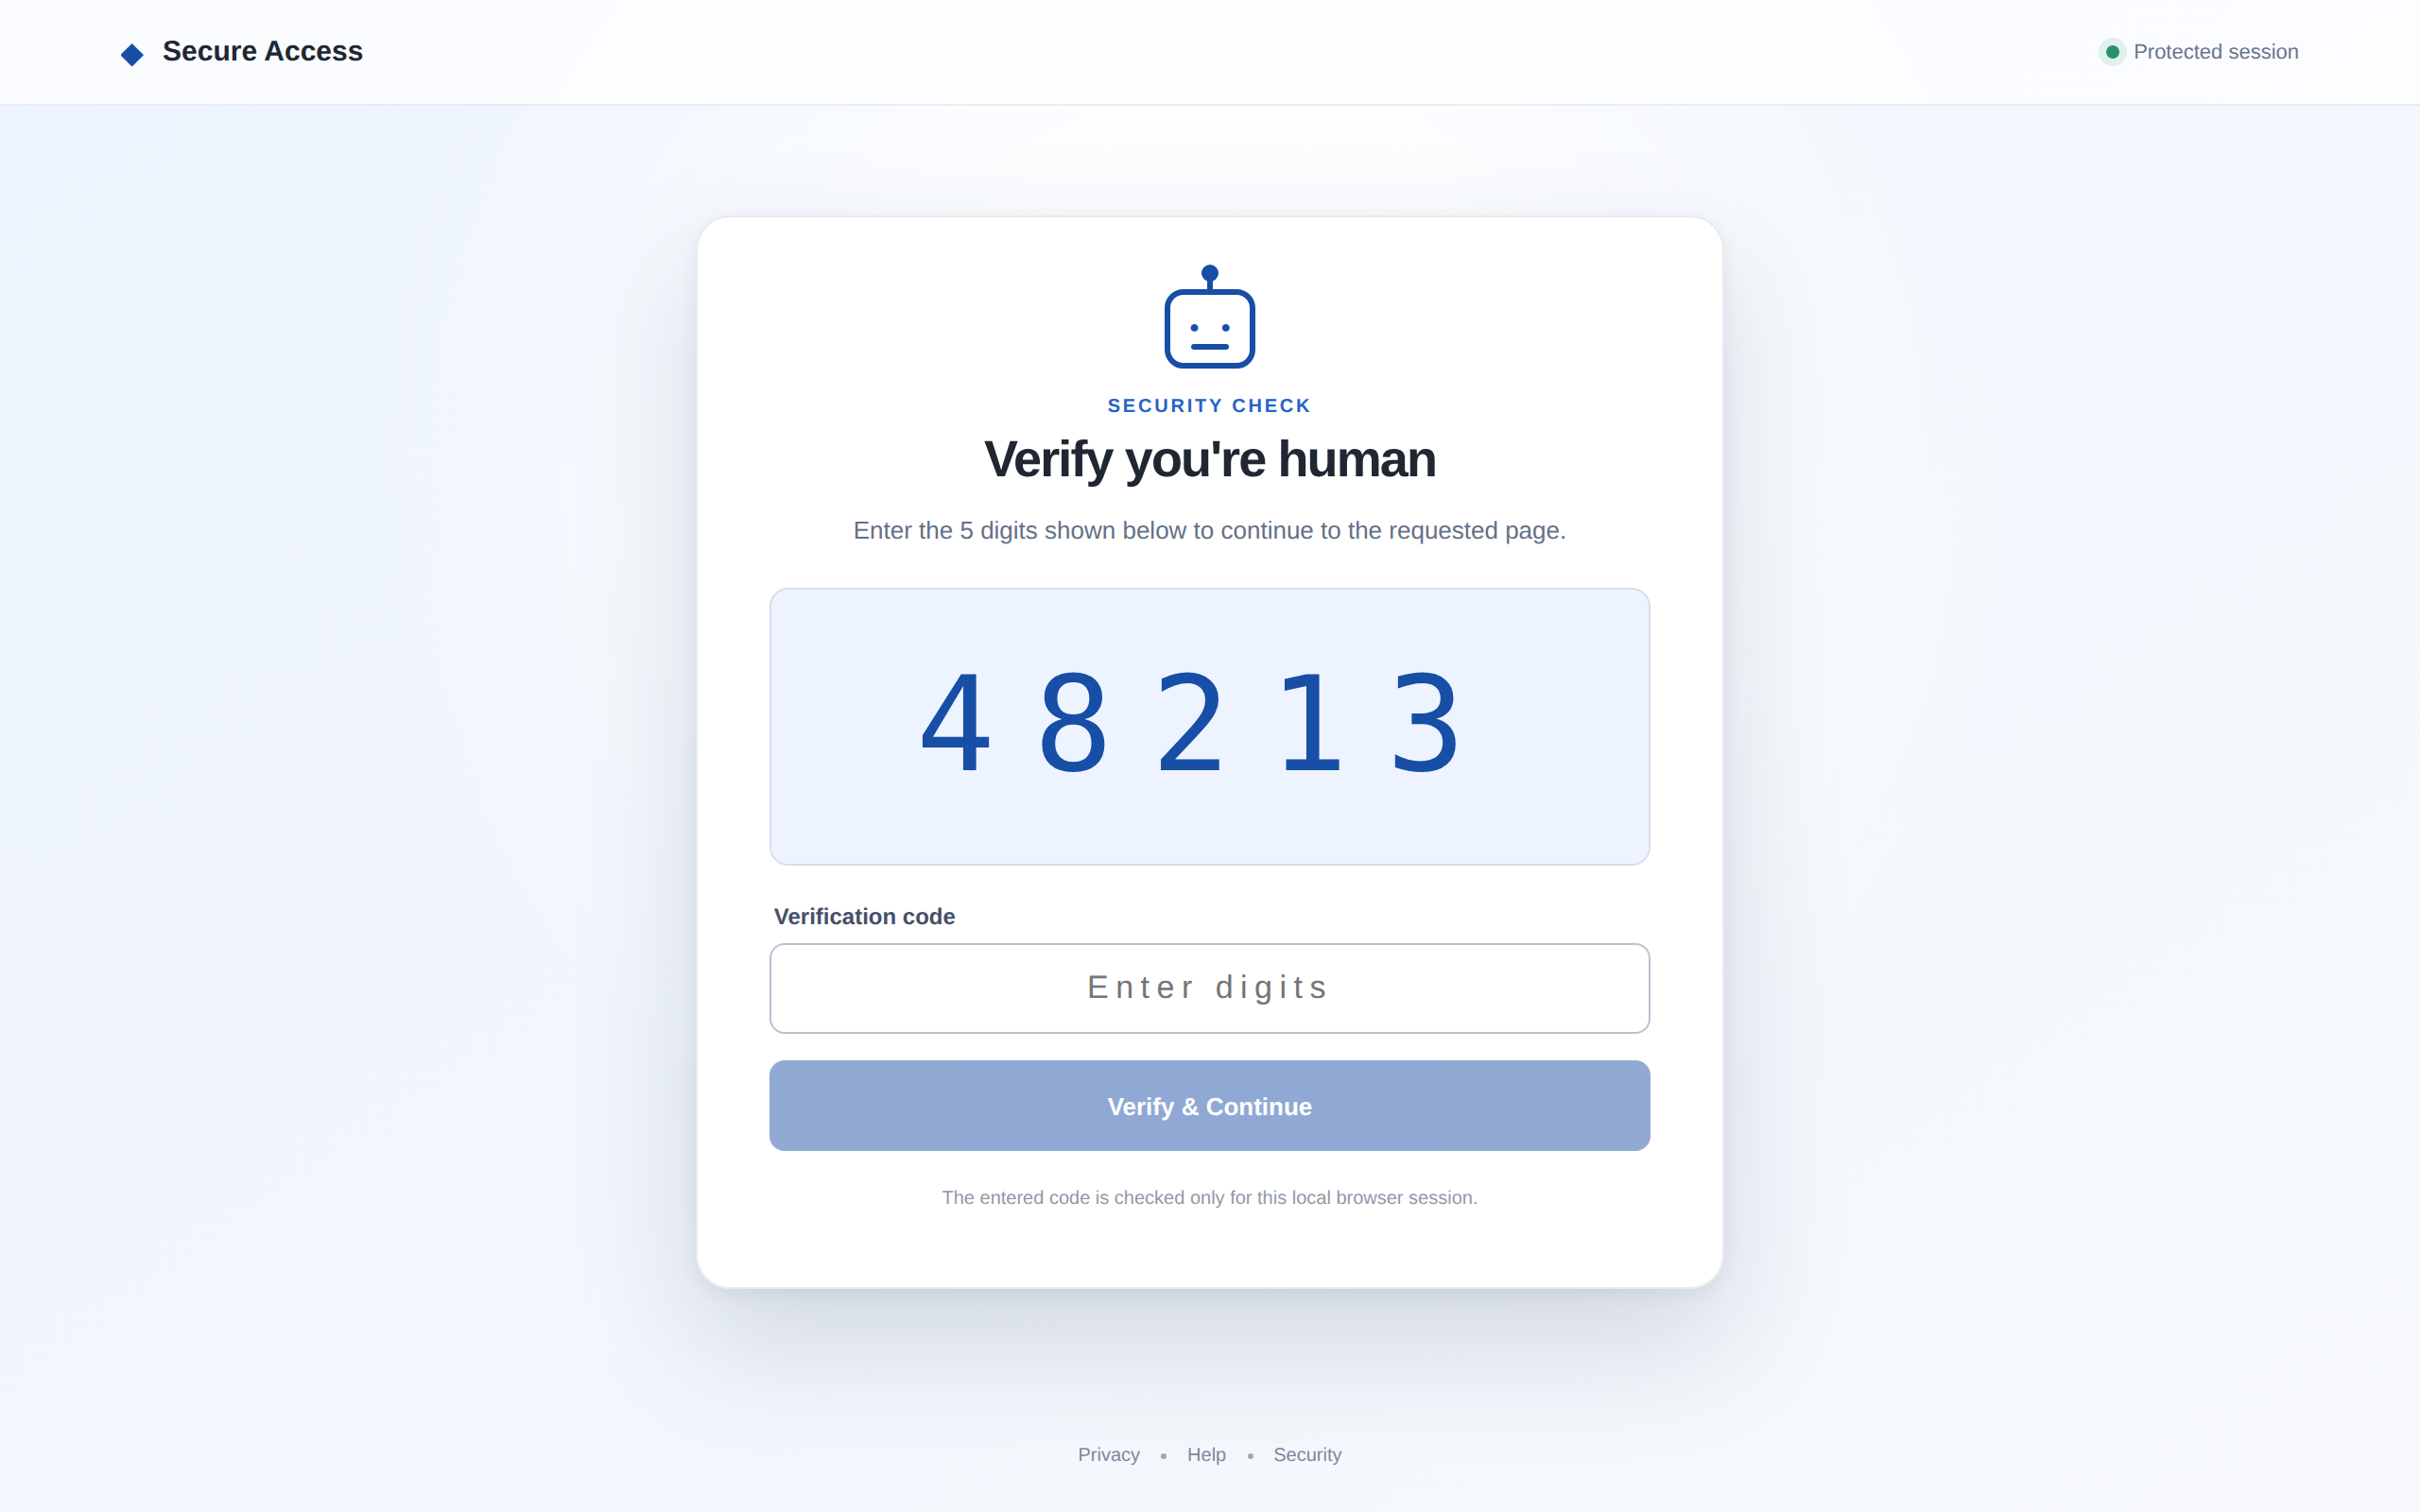 Secure Access
Protected session
SECURITY CHECK
Verify you're human
Enter the 5 digits shown below to continue to the requested page.
4 8 2 1 3
Verification code
Enter digits
Verify & Continue
The entered code is checked only for this local browser session.
Privacy • Help • Security